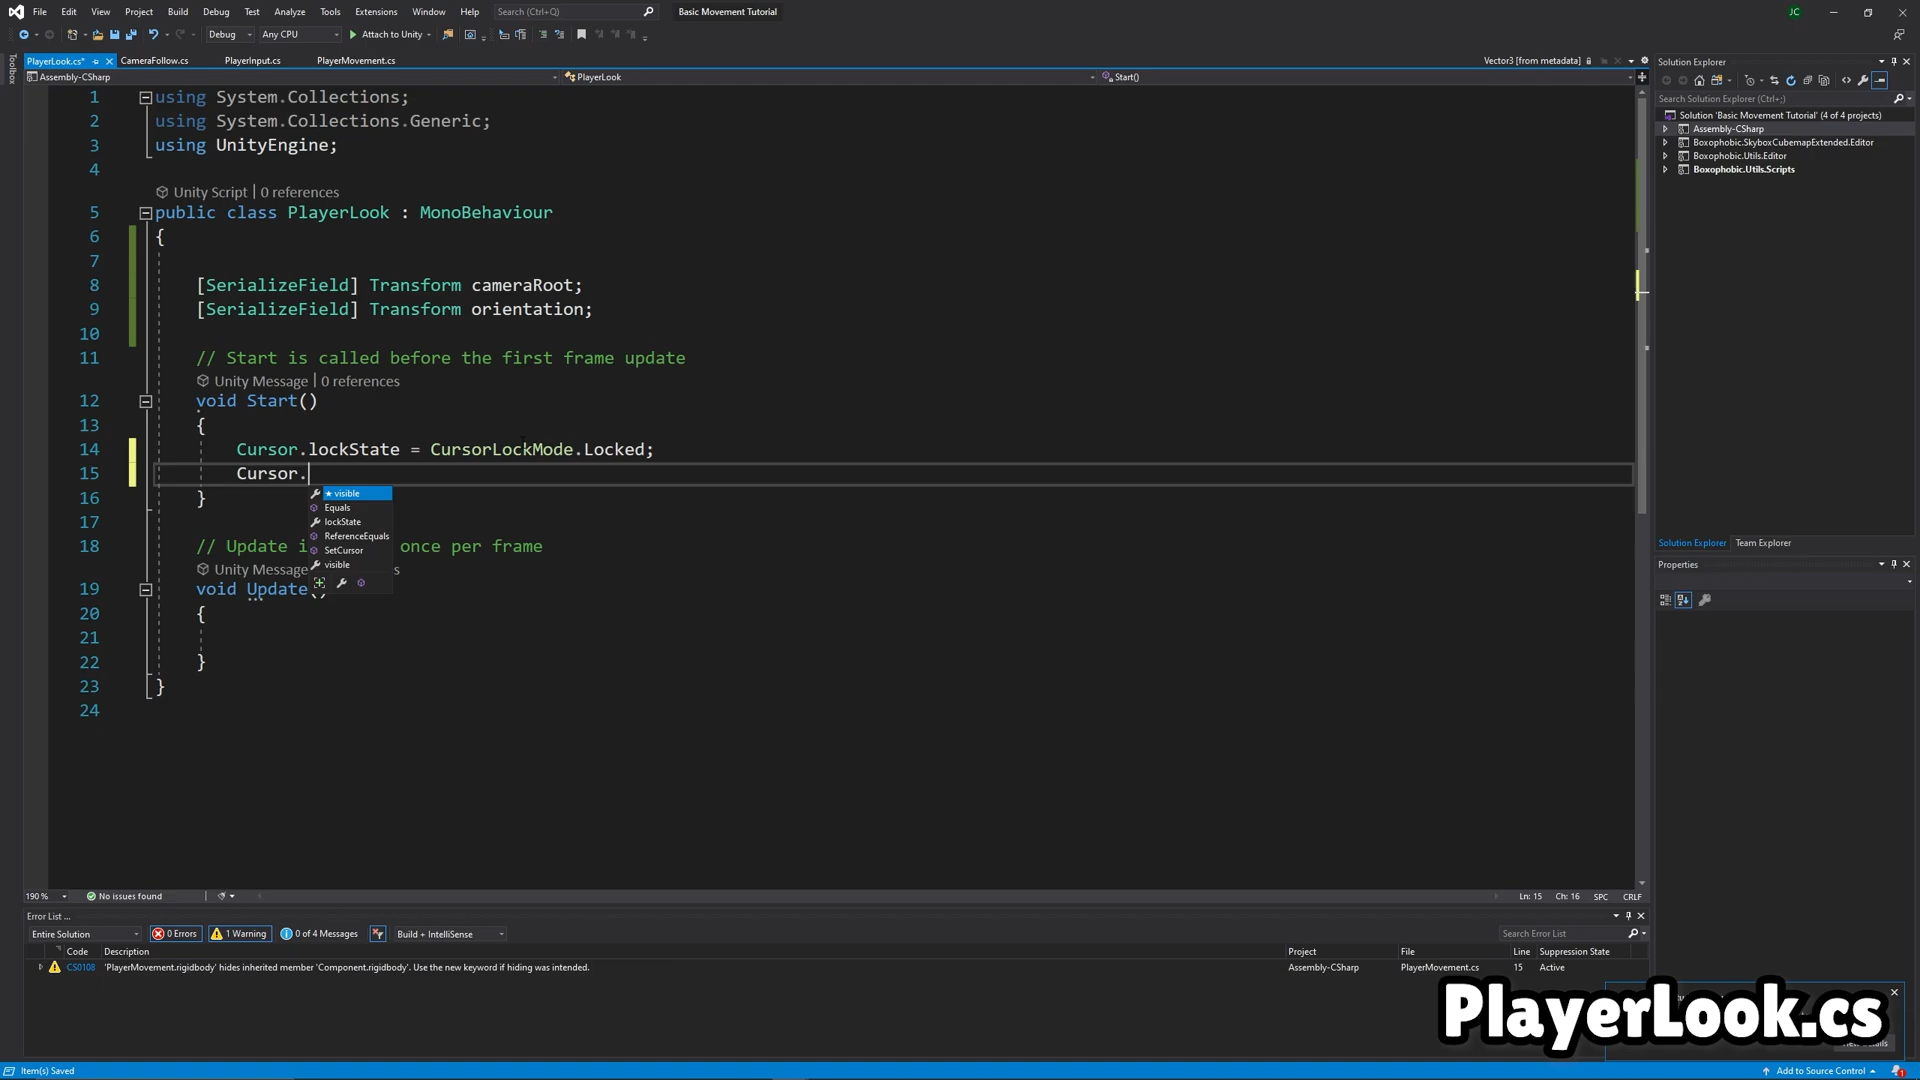 File Edit View Project Build Debug Test Analyze Tools Extensions Window Help Search (Ctrl+Q) Basic Movement Tutorial JC
Debug Any CPU Attach to Unity
Toolbox
PlayerLook.cs* CameraFollow.cs PlayerInput.cs PlayerMovement.cs Vector3 [from metadata]
Assembly-CSharp PlayerLook Start()
1 using System.Collections;
2 using System.Collections.Generic;
3 using UnityEngine;
4
Unity Script | 0 references
5 public class PlayerLook : MonoBehaviour
6 {
7
8 [SerializeField] Transform cameraRoot;
9 [SerializeField] Transform orientation;
10
11 // Start is called before the first frame update
Unity Message | 0 references
12 void Start()
13 {
14 Cursor.lockState = CursorLockMode.Locked;
15 Cursor.
★ visible
16 }
Equals
17
lockState
ReferenceEquals
18 // Update i once per frame
SetCursor
visible
Unity Message s
19 void Update()
20 {
21
22 }
23 }
24
190 % No issues found Ln: 15 Ch: 16 SPC CRLF
Solution Explorer
Search Solution Explorer (Ctrl+;)
Solution 'Basic Movement Tutorial' (4 of 4 projects)
Assembly-CSharp
Boxophobic.SkyboxCubemapExtended.Editor
Boxophobic.Utils.Editor
Boxophobic.Utils.Scripts
Solution Explorer Team Explorer
Properties
Error List ...
Entire Solution 0 Errors 1 Warning 0 of 4 Messages Build + IntelliSense Search Error List
Code Description Project File Line Suppression State
CS0108 'PlayerMovement.rigidbody' hides inherited member 'Component.rigidbody'. Use the new keyword if hiding was intended. Assembly-CSharp PlayerMovement.cs 15 Active
PlayerLook.cs
Item(s) Saved Add to Source Control 1